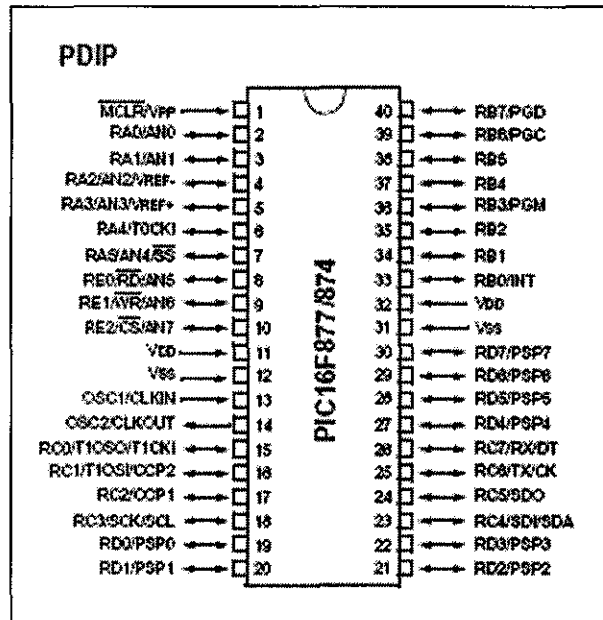 PDIP
MCLR/VPP 1 40 RB7/PGD
RA0/AN0 2 39 RB6/PGC
RA1/AN1 3 38 RB5
RA2/AN2/VREF- 4 37 RB4
RA3/AN3/VREF+ 5 36 RB3/PGM
RA4/T0CKI 6 35 RB2
RA5/AN4/SS 7 34 RB1
RE0/RD/AN5 8 33 RB0/INT
RE1/WR/AN6 9 32 VDD
RE2/CS/AN7 10 31 VSS
VDD 11 30 RD7/PSP7
VSS 12 29 RD6/PSP6
OSC1/CLKIN 13 28 RD5/PSP5
OSC2/CLKOUT 14 27 RD4/PSP4
RC0/T1OSO/T1CKI 15 26 RC7/RX/DT
RC1/T1OSI/CCP2 16 25 RC6/TX/CK
RC2/CCP1 17 24 RC5/SDO
RC3/SCK/SCL 18 23 RC4/SDI/SDA
RD0/PSP0 19 22 RD3/PSP3
RD1/PSP1 20 21 RD2/PSP2
PIC16F877/874